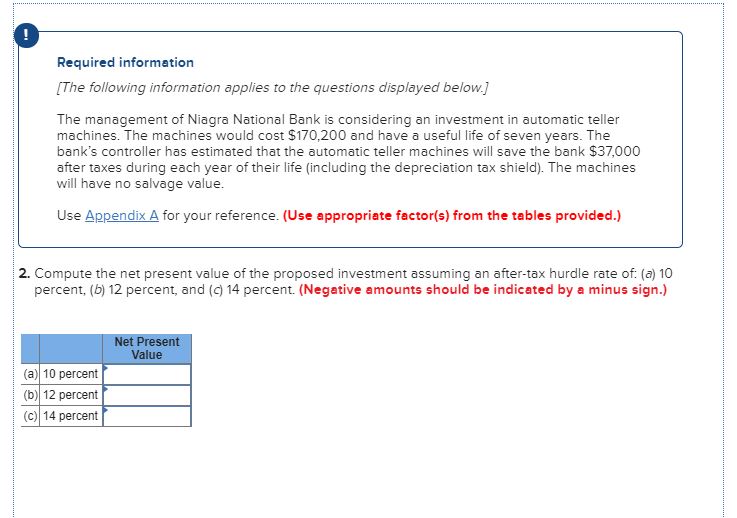 !
Required information
[The following information applies to the questions displayed below.]
The management of Niagra National Bank is considering an investment in automatic teller
machines. The machines would cost $170,200 and have a useful life of seven years. The
bank's controller has estimated that the automatic teller machines will save the bank $37,000
after taxes during each year of their life (including the depreciation tax shield). The machines
will have no salvage value.
Use Appendix A for your reference. (Use appropriate factor(s) from the tables provided.)
2. Compute the net present value of the proposed investment assuming an after-tax hurdle rate of: (a) 10
percent, (b) 12 percent, and (c) 14 percent. (Negative amounts should be indicated by a minus sign.)
Net Present
Value
(a) 10 percent
(b) 12 percent
(c) 14 percent